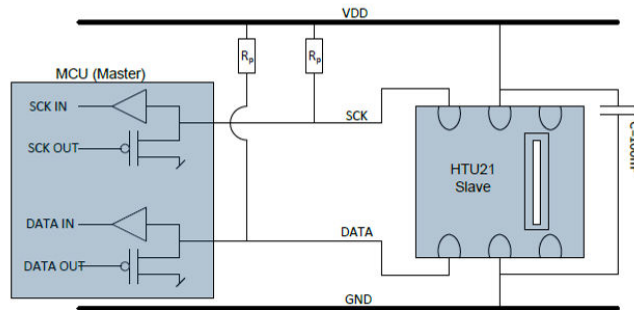 VDD
Rp
Rp
MCU (Master)
SCK IN
SCK
SCK OUT
HTU21
Slave
DATA IN
DATA
DATA OUT
GND